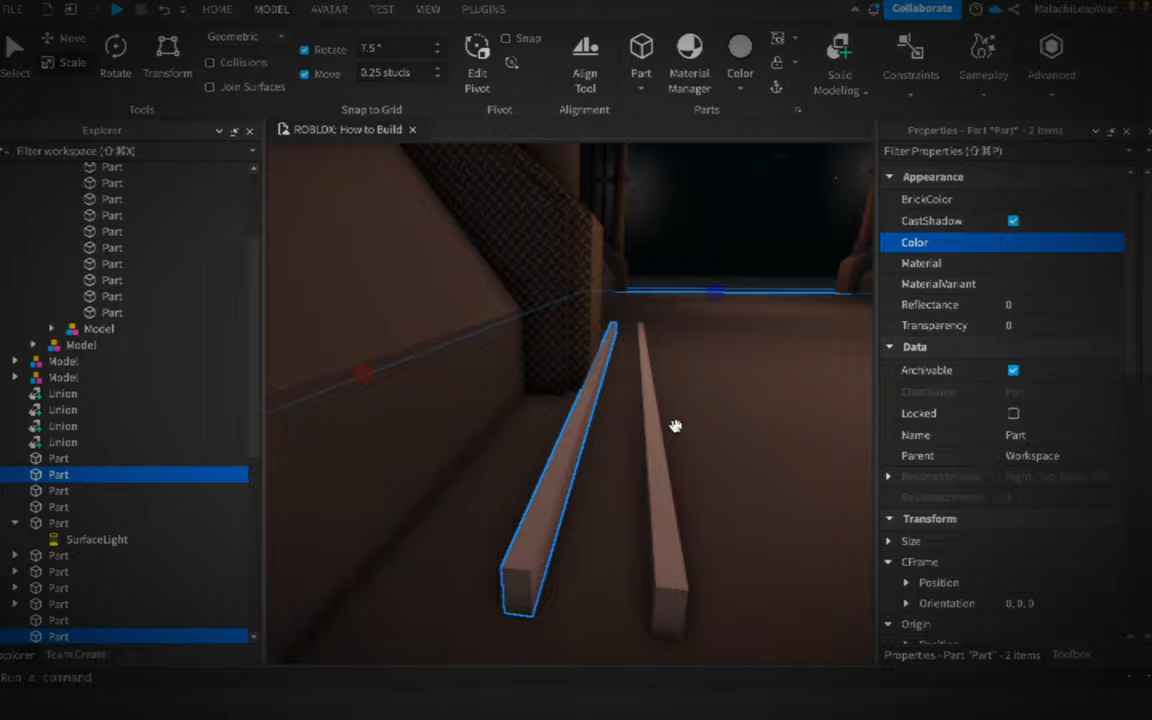 FILE HOME MODEL AVATAR TEST VIEW PLUGINS Collaborate
Select
Move
Scale
Rotate
Transform
Tools
Geometric
Collisions
Join Surfaces
Rotate 7.5°
Move 0.25 studs
Snap to Grid
Edit
Pivot
Snap
Pivot
Align
Tool
Alignment
Part
Material
Manager
Color
Parts
Solid
Modeling
Constraints
Gameplay
Advanced
Explorer
Filter workspace (⇧⌘X)
Part
Part
Part
Part
Part
Part
Part
Part
Part
Part
Model
Model
Model
Model
Union
Union
Union
Union
Part
Part
Part
Part
Part
SurfaceLight
Part
Part
Part
Part
Part
Part
Explorer Team Create
Run a command
ROBLOX: How to Build
Properties - Part "Part" - 2 items
Filter Properties (⇧⌘P)
Appearance
BrickColor
CastShadow
Color
Material
MaterialVariant
Reflectance 0
Transparency 0
Data
Archivable
ClassName Part
Locked
Name Part
Parent Workspace
Transform
Size
CFrame
Position
Orientation 0,0,0
Origin
Properties - Part "Part" - 2 items Toolbox